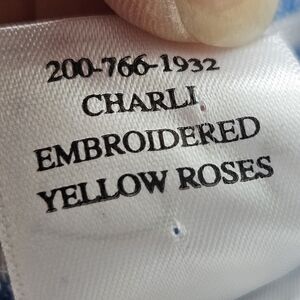 200-766-1932
CHARLI
EMBROIDERED
YELLOW ROSES